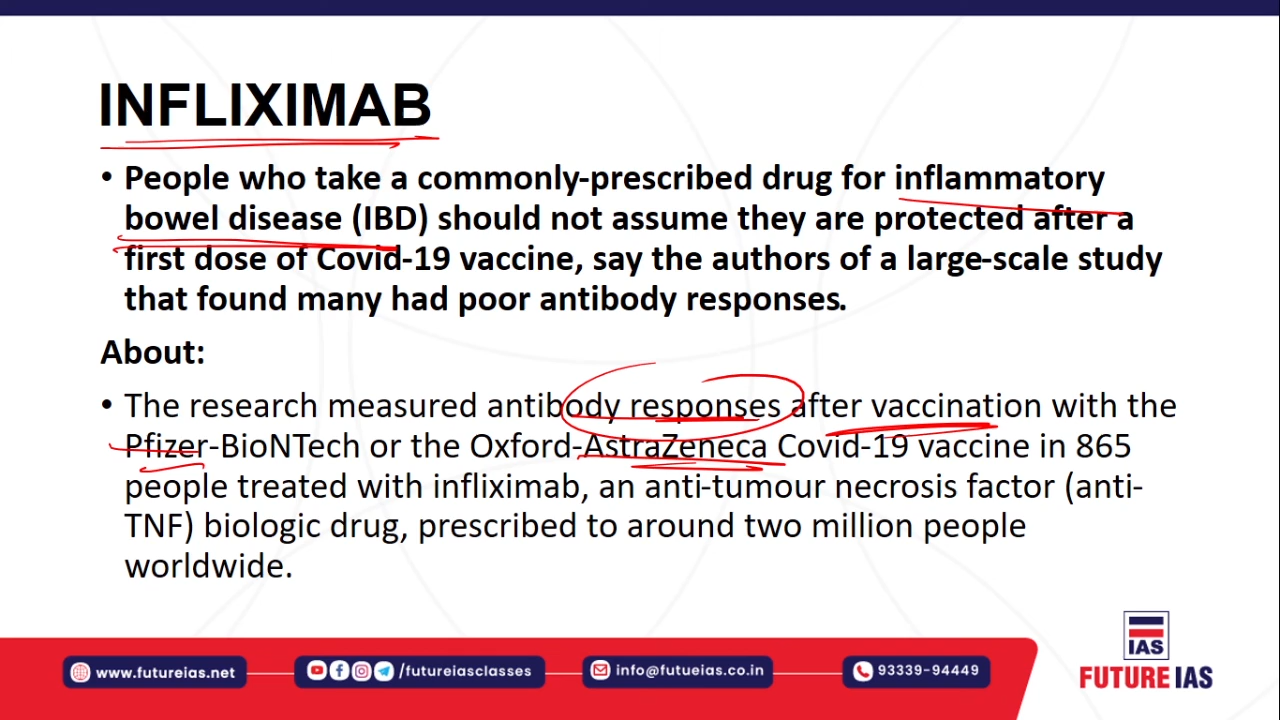 INFLIXIMAB
• People who take a commonly-prescribed drug for inflammatory
bowel disease (IBD) should not assume they are protected after a
first dose of Covid-19 vaccine, say the authors of a large-scale study
that found many had poor antibody responses.
About:
• The research measured antibody responses after vaccination with the
Pfizer-BioNTech or the Oxford-AstraZeneca Covid-19 vaccine in 865
people treated with infliximab, an anti-tumour necrosis factor (anti-
TNF) biologic drug, prescribed to around two million people
worldwide.
IAS
FUTURE IAS
www.futureias.net
/futureiasclasses
info@futueias.co.in
93339-94449